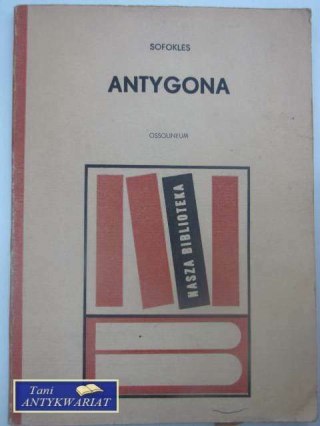 SOFOKLES
ANTYGONA
OSSOLINEUM
NASZA BIBLIOTEKA
Tani
ANTYKWARIAT